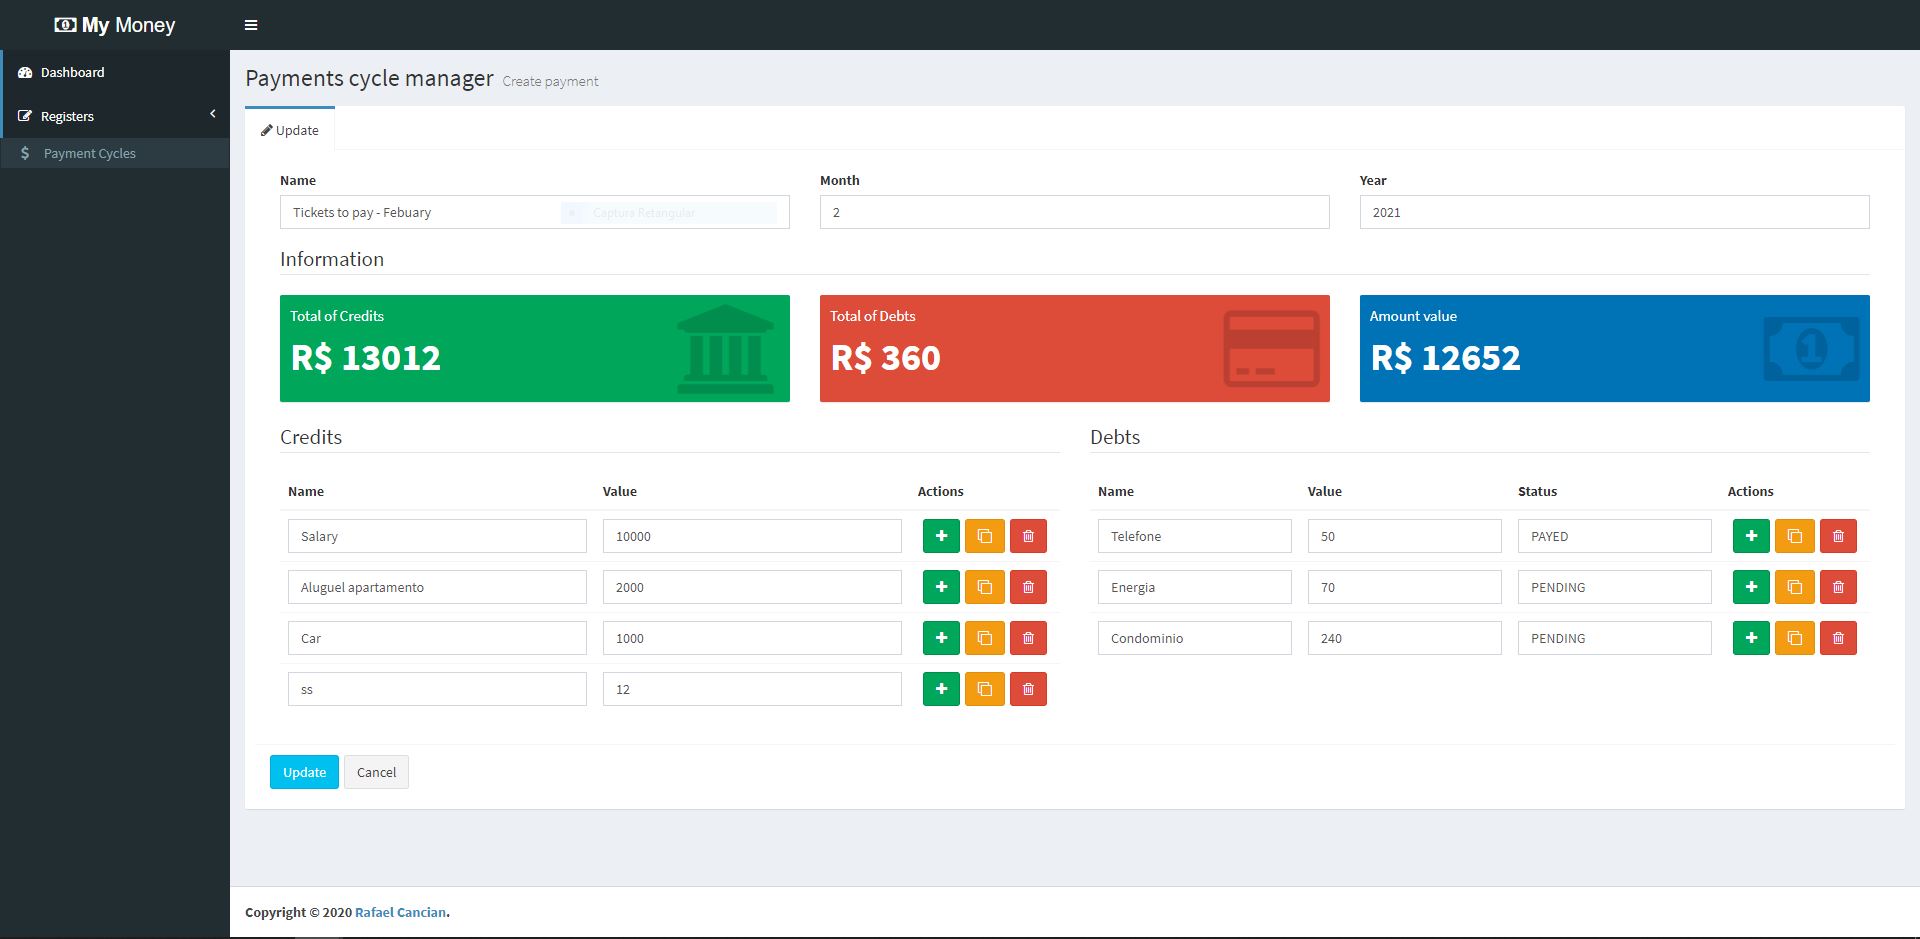 My Money
Dashboard
Registers
$ Payment Cycles
Payments cycle manager Create payment
Update
Name Month Year
Tickets to pay - Febuary Captura Retangular 2 2021
Information
Total of Credits Total of Debts Amount value
R$ 13012 R$ 360 R$ 12652
Credits Debts
Name Value Actions Name Value Status Actions
Salary 10000 Telefone 50 PAYED
Aluguel apartamento 2000 Energia 70 PENDING
Car 1000 Condominio 240 PENDING
ss 12
Update Cancel
Copyright © 2020 Rafael Cancian.